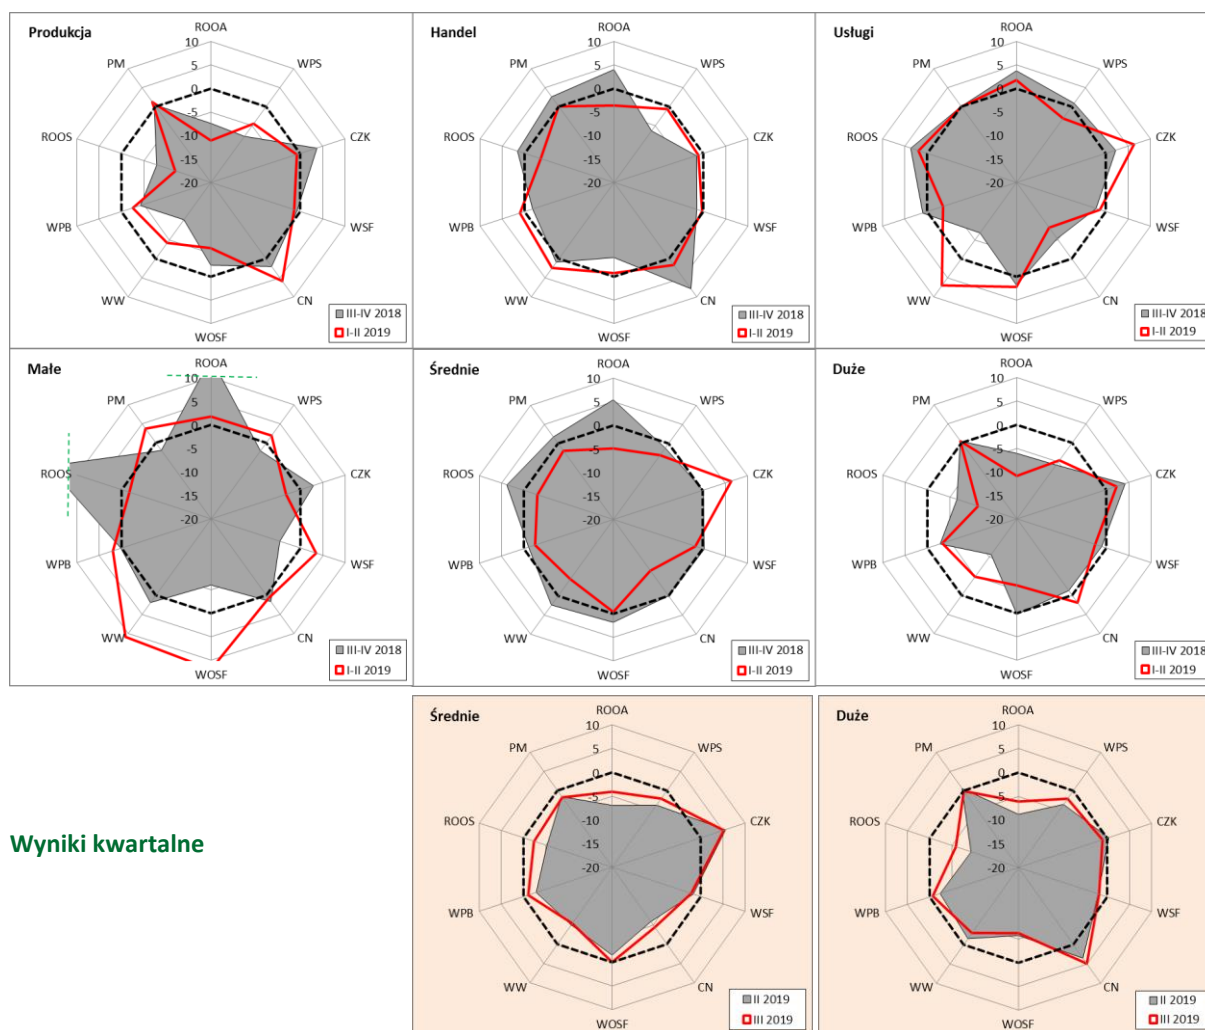 Produkcja
ROOA
WPS
CZK
WSF
CN
WOSF
WW
WPB
ROOS
PM
10
5
0
-5
-10
-15
-20
III-IV 2018
I-II 2019
Handel
ROOA
WPS
CZK
WSF
CN
WOSF
WW
WPB
ROOS
PM
10
5
0
-5
-10
-15
-20
III-IV 2018
I-II 2019
Usługi
ROOA
WPS
CZK
WSF
CN
WOSF
WW
WPB
ROOS
PM
10
5
0
-5
-10
-15
-20
III-IV 2018
I-II 2019
Małe
ROOA
WPS
CZK
WSF
CN
WOSF
WW
WPB
ROOS
PM
10
5
0
-5
-10
-15
-20
III-IV 2018
I-II 2019
Średnie
ROOA
WPS
CZK
WSF
CN
WOSF
WW
WPB
ROOS
PM
10
5
0
-5
-10
-15
-20
III-IV 2018
I-II 2019
Duże
ROOA
WPS
CZK
WSF
CN
WOSF
WW
WPB
ROOS
PM
10
5
0
-5
-10
-15
-20
III-IV 2018
I-II 2019
Wyniki kwartalne
Średnie
ROOA
WPS
CZK
WSF
CN
WOSF
WW
WPB
ROOS
PM
10
5
0
-5
-10
-15
-20
II 2019
III 2019
Duże
ROOA
WPS
CZK
WSF
CN
WOSF
WW
WPB
ROOS
PM
10
5
0
-5
-10
-15
-20
II 2019
III 2019